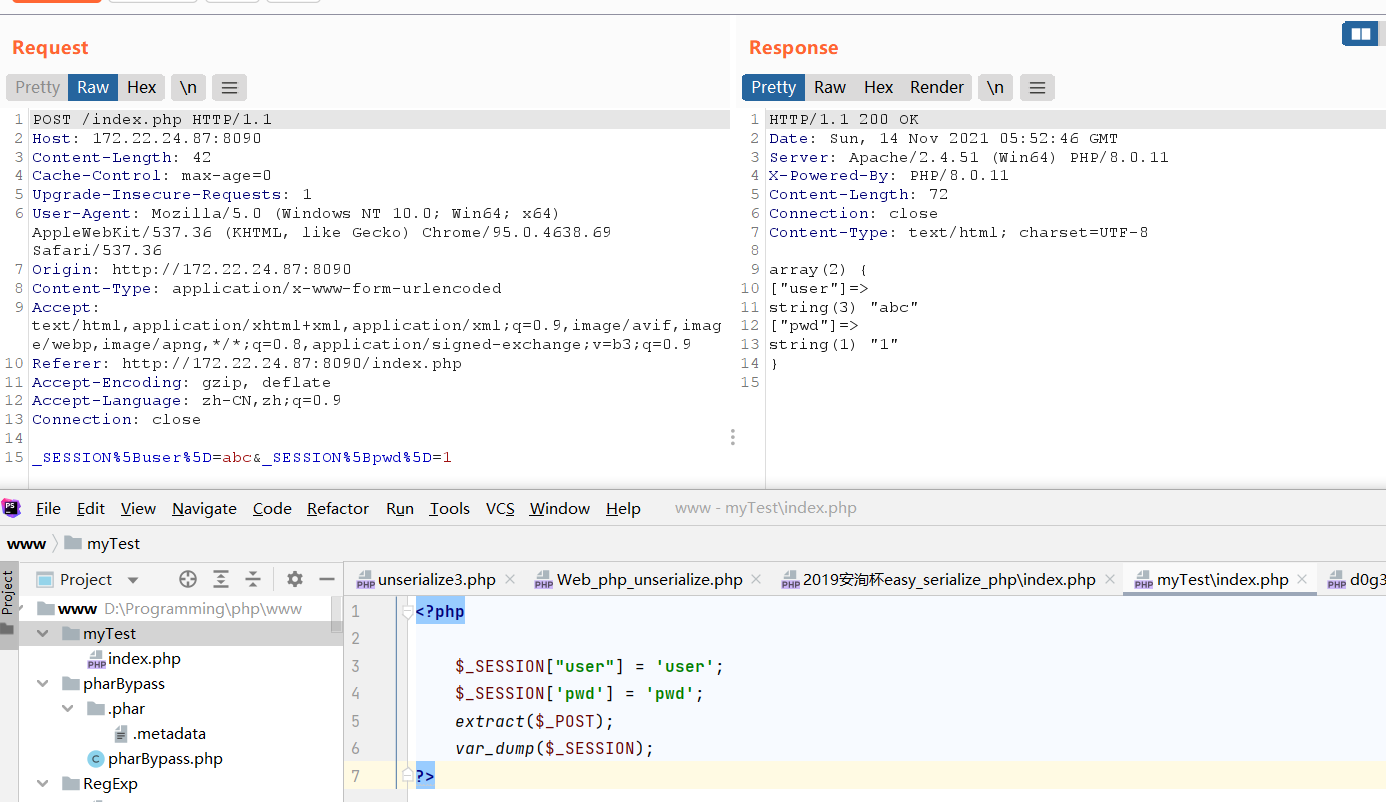 Request
Pretty Raw Hex \n
1 POST /index.php HTTP/1.1
2 Host: 172.22.24.87:8090
3 Content-Length: 42
4 Cache-Control: max-age=0
5 Upgrade-Insecure-Requests: 1
6 User-Agent: Mozilla/5.0 (Windows NT 10.0; Win64; x64)
AppleWebKit/537.36 (KHTML, like Gecko) Chrome/95.0.4638.69
Safari/537.36
7 Origin: http://172.22.24.87:8090
8 Content-Type: application/x-www-form-urlencoded
9 Accept:
text/html,application/xhtml+xml,application/xml;q=0.9,image/avif,imag
e/webp,image/apng,*/*;q=0.8,application/signed-exchange;v=b3;q=0.9
10 Referer: http://172.22.24.87:8090/index.php
11 Accept-Encoding: gzip, deflate
12 Accept-Language: zh-CN,zh;q=0.9
13 Connection: close
14
15 _SESSION%5Buser%5D=abc&_SESSION%5Bpwd%5D=1
Response
Pretty Raw Hex Render \n
1 HTTP/1.1 200 OK
2 Date: Sun, 14 Nov 2021 05:52:46 GMT
3 Server: Apache/2.4.51 (Win64) PHP/8.0.11
4 X-Powered-By: PHP/8.0.11
5 Content-Length: 72
6 Connection: close
7 Content-Type: text/html; charset=UTF-8
8
9 array(2) {
10 ["user"]=>
11 string(3) "abc"
12 ["pwd"]=>
13 string(1) "1"
14 }
15
PS File Edit View Navigate Code Refactor Run Tools VCS Window Help www - myTest\index.php
www myTest
Project
Project
www D:\Programming\php\www
myTest
PHP index.php
pharBypass
.phar
.metadata
C pharBypass.php
RegExp
PHP unserialize3.php PHP Web_php_unserialize.php PHP 2019安洵杯easy_serialize_php\index.php PHP myTest\index.php PHP d0g3
1 <?php
2
3 $_SESSION["user"] = 'user';
4 $_SESSION['pwd'] = 'pwd';
5 extract($_POST);
6 var_dump($_SESSION);
7 ?>